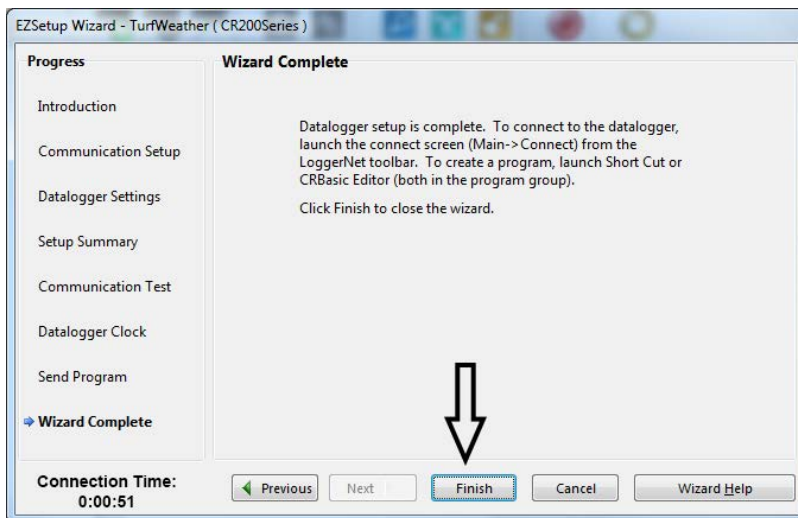 EZSetup Wizard - TurfWeather ( CR200Series )
Progress
Introduction
Communication Setup
Datalogger Settings
Setup Summary
Communication Test
Datalogger Clock
Send Program
Wizard Complete
Connection Time:
0:00:51
Wizard Complete
Datalogger setup is complete. To connect to the datalogger,
launch the connect screen (Main->Connect) from the
LoggerNet toolbar. To create a program, launch Short Cut or
CRBasic Editor (both in the program group).
Click Finish to close the wizard.
Previous
Next
Finish
Cancel
Wizard Help